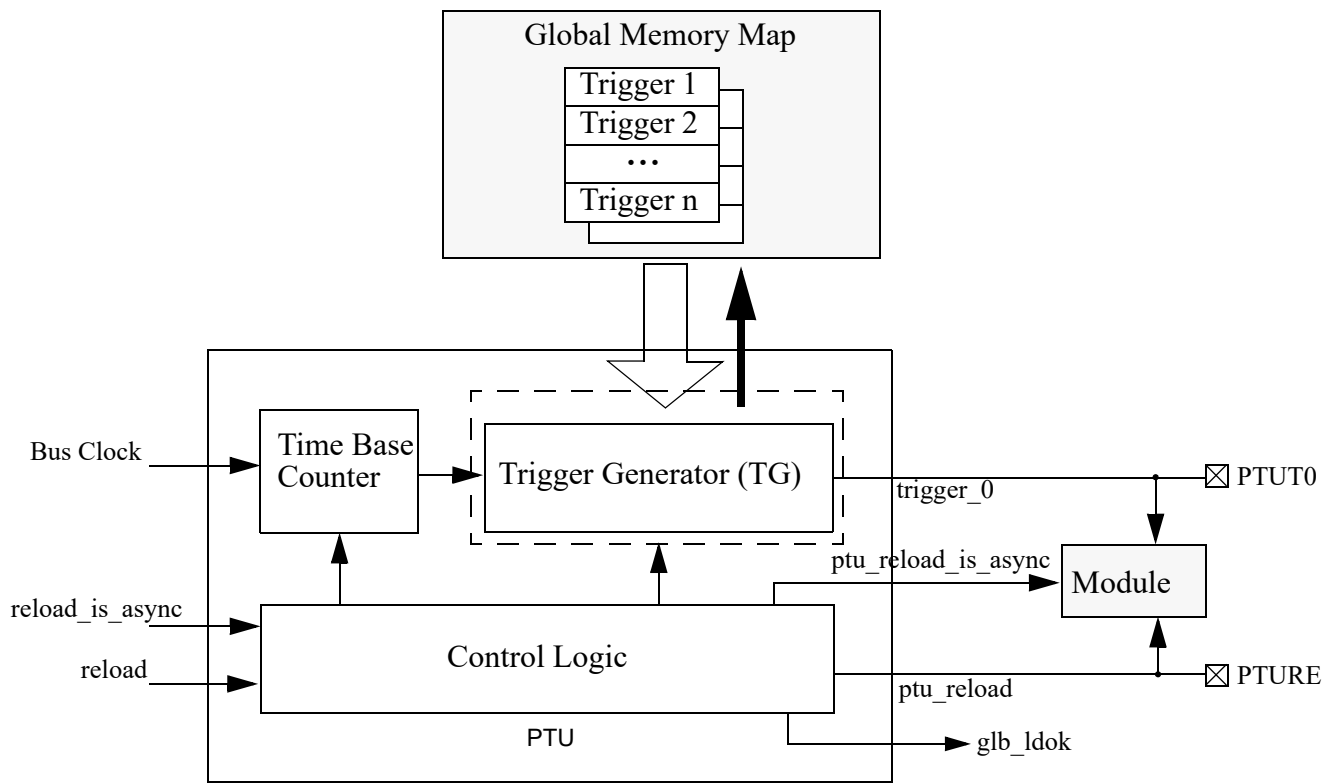 Global Memory Map
Trigger 1
Trigger 2
...
Trigger n
Bus Clock
Time Base
Counter
Trigger Generator (TG)
trigger_0
PTUT0
ptu_reload_is_async
Module
reload_is_async
reload
Control Logic
ptu_reload
PTURE
PTU
glb_ldok